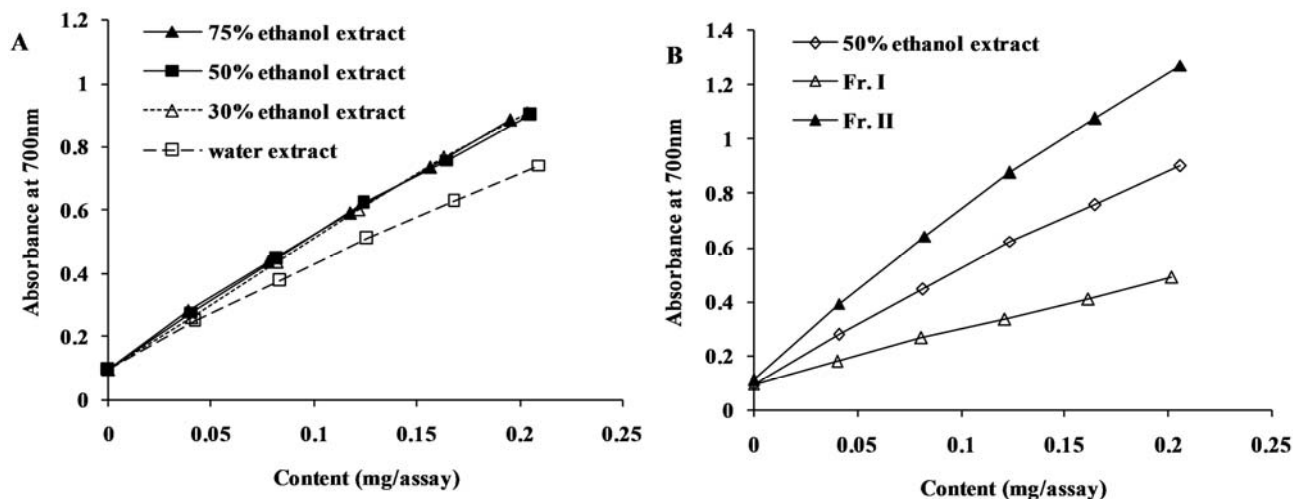 A
1.2
1
0.8
0.6
0.4
0.2
0
Absorbance at 700nm
75% ethanol extract
50% ethanol extract
30% ethanol extract
water extract
0 0.05 0.1 0.15 0.2 0.25
Content (mg/assay)
B
1.4
1.2
1
0.8
0.6
0.4
0.2
0
Absorbance at 700nm
50% ethanol extract
Fr. I
Fr. II
0 0.05 0.1 0.15 0.2 0.25
Content (mg/assay)